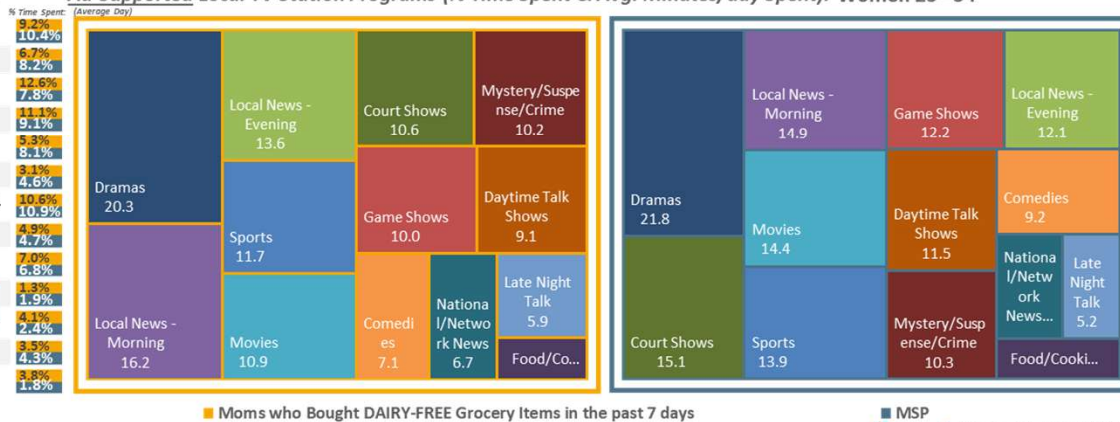 % Time Spent: (Average Day)
9.2%
10.4%
6.7%
8.2%
12.6%
7.8%
11.1%
9.1%
5.3%
8.1%
3.1%
4.6%
10.6%
10.9%
4.9%
4.7%
7.0%
6.8%
1.3%
1.9%
4.1%
2.4%
3.5%
4.3%
3.8%
1.8%
Dramas
20.3
Local News -
Morning
16.2
Local News -
Evening
13.6
Sports
11.7
Movies
10.9
Court Shows
10.6
Mystery/Suspe
nse/Crime
10.2
Game Shows
10.0
Daytime Talk
Shows
9.1
Comedi
es
7.1
Nationa
l/Netwo
rk News
6.7
Late Night
Talk
5.9
Food/Co...
Dramas
21.8
Court Shows
15.1
Local News -
Morning
14.9
Movies
14.4
Sports
13.9
Game Shows
12.2
Local News -
Evening
12.1
Daytime Talk
Shows
11.5
Mystery/Susp
ense/Crime
10.3
Comedies
9.2
Nationa
l/Netw
ork
News...
Late
Night
Talk
5.2
Food/Cooki...
Moms who Bought DAIRY-FREE Grocery Items in the past 7 days
MSP